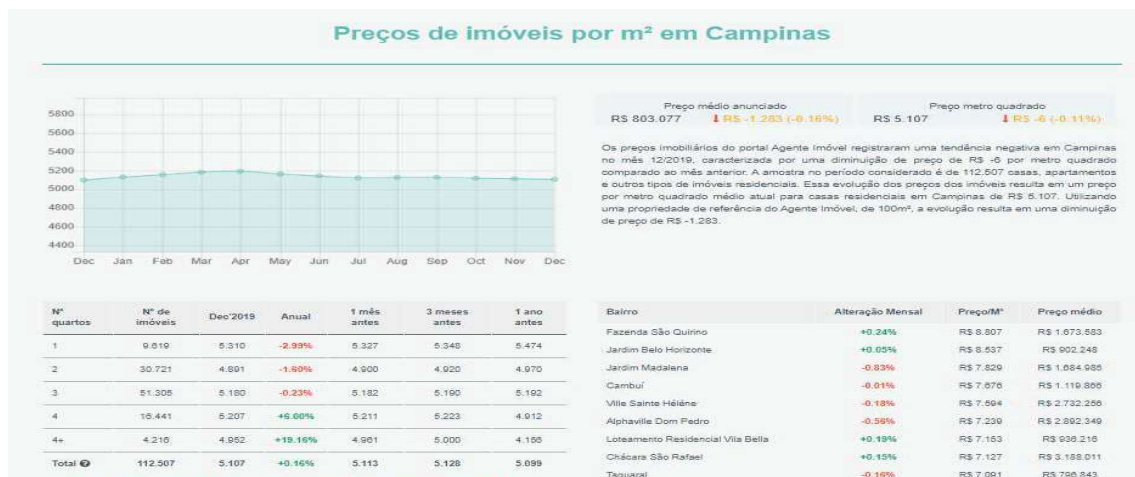 Preços de imóveis por m² em Campinas
5800
5600
5400
5200
5000
4800
4600
4400
Dec Jan Feb Mar Apr May Jun Jul Aug Sep Oct Nov Dec
Preço médio anunciado
R$ 803.077 R$ -1.283 (-0.16%)
Preço metro quadrado
R$ 5.107 R$ -6 (-0.11%)
Os preços imobiliários do portal Agente Imóvel registraram uma tendência negativa em Campinas
no mês 12/2019, caracterizada por uma diminuição de preço de R$ -6 por metro quadrado
comparado ao mês anterior. A amostra no período considerado é de 112.507 casas, apartamentos
e outros tipos de imóveis residenciais. Essa evolução dos preços dos imóveis resulta em um preço
por metro quadrado médio atual para casas residenciais em Campinas de R$ 5.107. Utilizando
uma propriedade de referência do Agente Imóvel, de 100m², a evolução resulta em uma diminuição
de preço de R$ -1.283.
N° quartos N° de imóveis Dec'2019 Anual 1 mês antes 3 meses antes 1 ano antes
1 9.619 5.310 -2.99% 5.327 5.348 5.474
2 30.721 4.891 -1.60% 4.900 4.920 4.970
3 51.305 5.180 -0.23% 5.182 5.190 5.192
4 16.441 5.207 +6.00% 5.211 5.223 4.912
4+ 4.216 4.952 +19.16% 4.961 5.000 4.156
Total 112.507 5.107 +0.16% 5.113 5.128 5.099
Bairro Alteração Mensal Preço/M² Preço médio
Fazenda São Quirino +0.24% R$ 8.807 R$ 1.673.583
Jardim Belo Horizonte +0.05% R$ 8.537 R$ 902.248
Jardim Madalena -0.83% R$ 7.829 R$ 1.684.985
Cambuí -0.01% R$ 7.676 R$ 1.119.866
Ville Sainte Hélène -0.18% R$ 7.594 R$ 2.732.256
Alphaville Dom Pedro -0.56% R$ 7.239 R$ 2.892.349
Loteamento Residencial Vila Bella +0.19% R$ 7.153 R$ 936.216
Chácara São Rafael +0.15% R$ 7.127 R$ 3.188.011
Taquaral -0.16% R$ 7.091 R$ 796.843